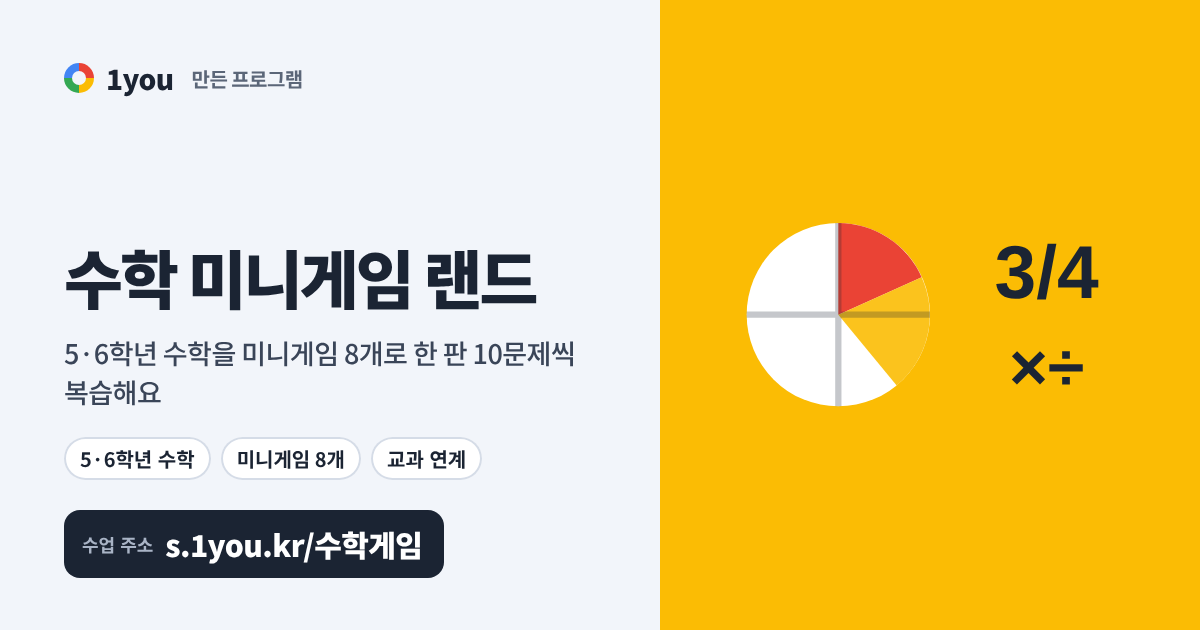 1you 만든 프로그램
수학 미니게임 랜드
5·6학년 수학을 미니게임 8개로 한 판 10문제씩
복습해요
5·6학년 수학 미니게임 8개 교과 연계
수업 주소 s.1you.kr/수학게임
3/4
×÷